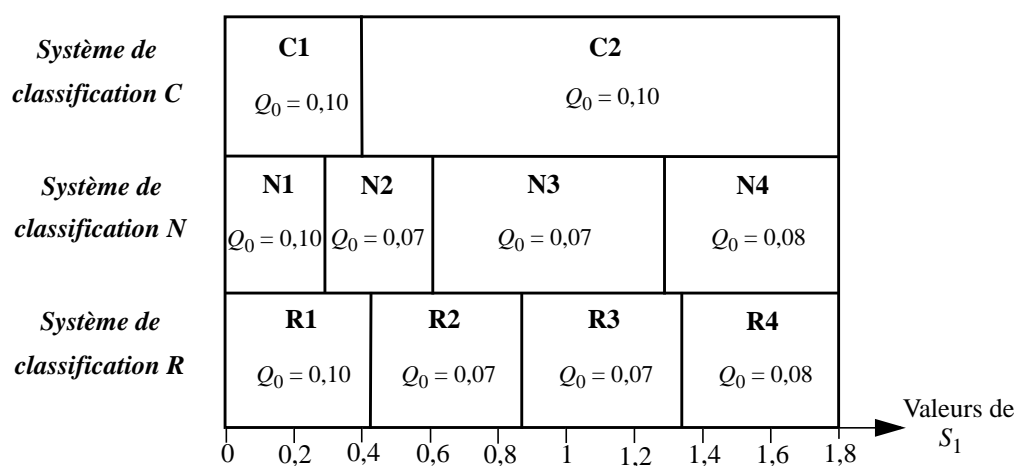 Système de
classification C
C1
C2
Q0 = 0,10
Q0 = 0,10
Système de
classification N
N1
N2
N3
N4
Q0 = 0,10
Q0 = 0,07
Q0 = 0,07
Q0 = 0,08
Système de
classification R
R1
R2
R3
R4
Q0 = 0,10
Q0 = 0,07
Q0 = 0,07
Q0 = 0,08
0
0,2
0,4
0,6
0,8
1
1,2
1,4
1,6
1,8
Valeurs de
S1